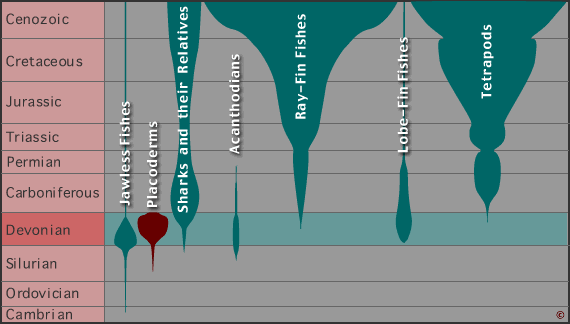 Cenozoic
Cretaceous
Jurassic
Triassic
Permian
Carboniferous
Devonian
Silurian
Ordovician
Cambrian
Jawless Fishes
Placoderms
Sharks and their Relatives
Acanthodians
Ray-Fin Fishes
Lobe-Fin Fishes
Tetrapods
©